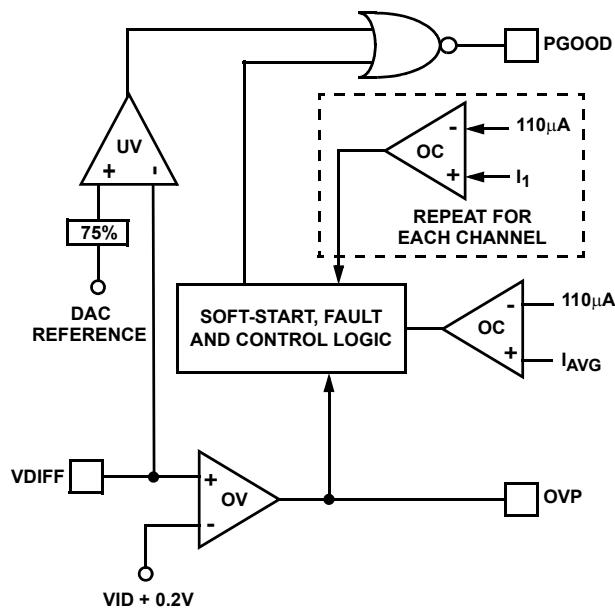 PGOOD
110μA
-
OC
UV
+
I1
+
-
REPEAT FOR
EACH CHANNEL
75%
DAC
REFERENCE
SOFT-START, FAULT
AND CONTROL LOGIC
110μA
-
OC
+
IAVG
VDIFF
+
OV
-
OVP
VID + 0.2V